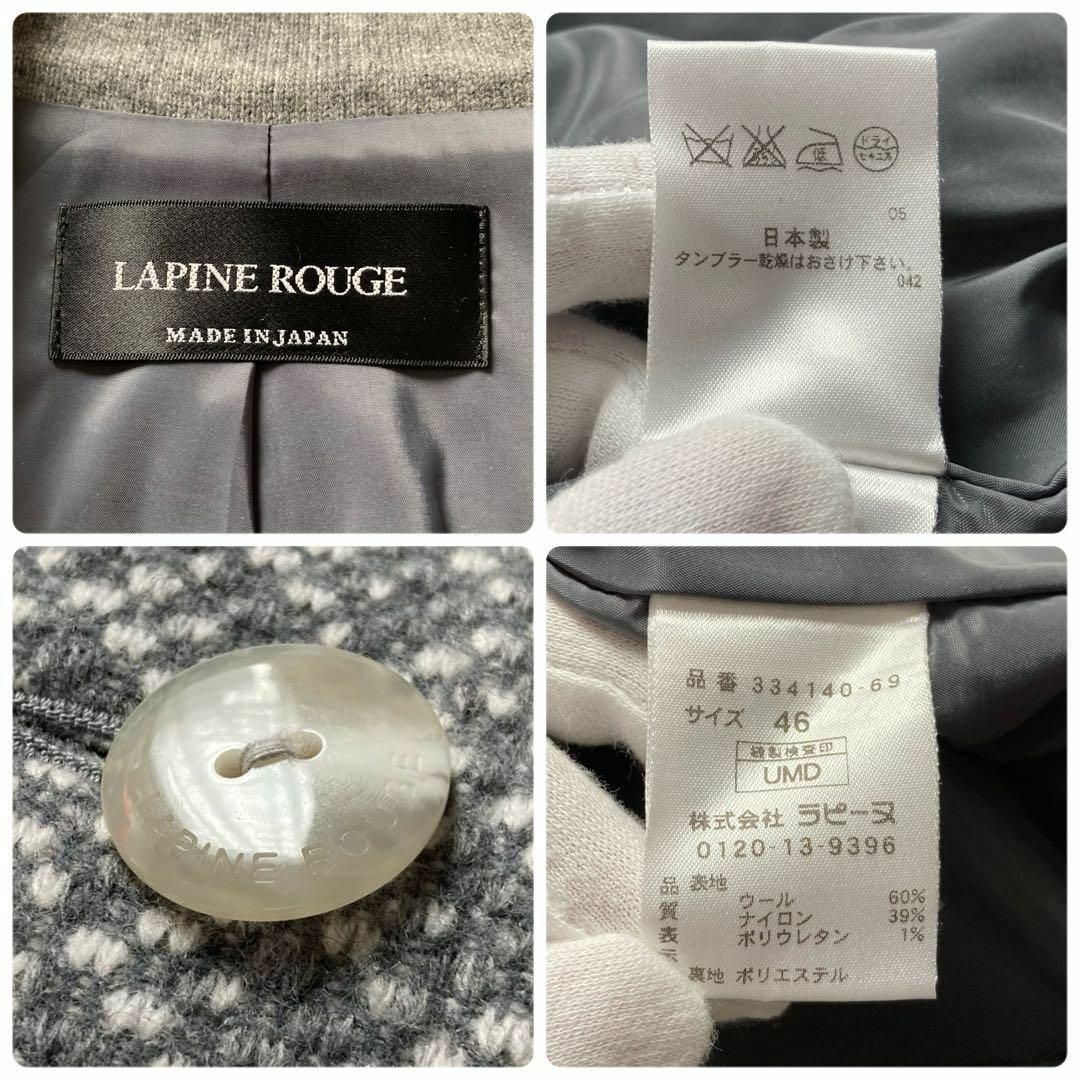 LAPINE ROUGE
MADE IN JAPAN
低
ドライ
セキユ系
05
日本製
タンブラー乾燥はおさけ下さい。
042
PINE ROUGE
品番 334140-69
サイズ 46
縫製検査印
UMD
株式会社 ラピーヌ
0120-13-9396
品質表示
表地
ウール 60%
ナイロン 39%
ポリウレタン 1%
裏地 ポリエステル